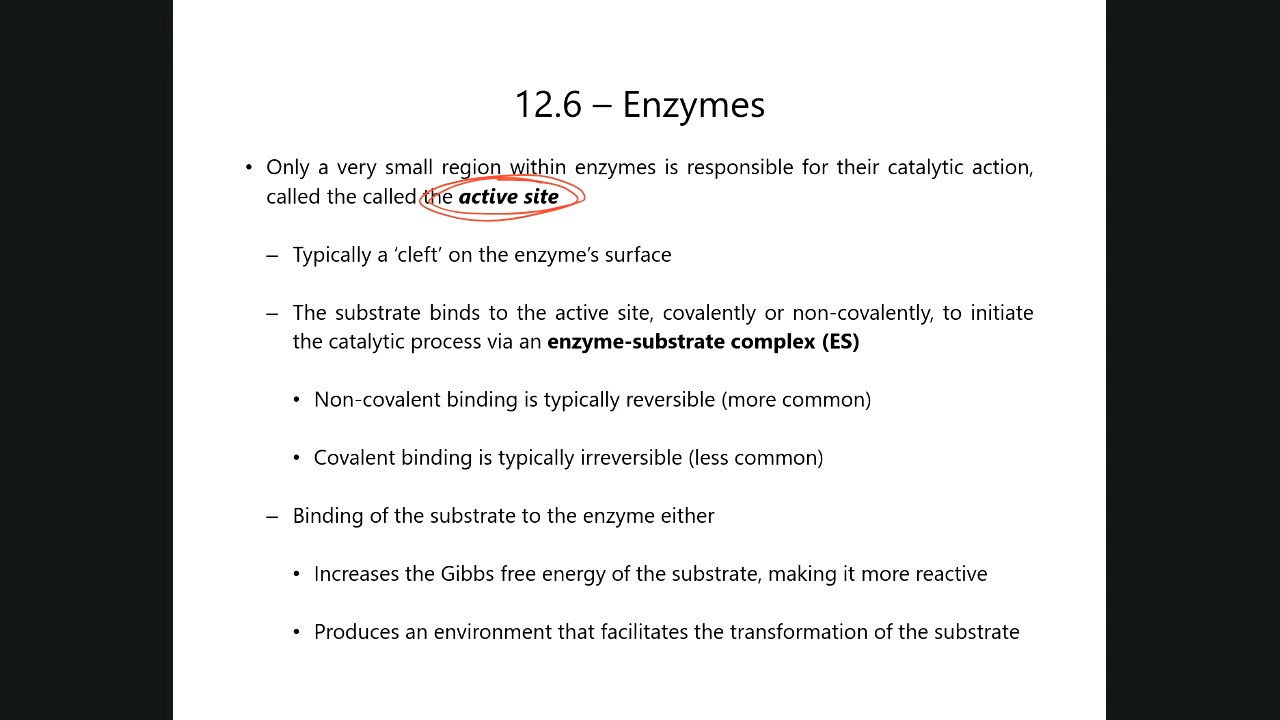 12.6 – Enzymes
• Only a very small region within enzymes is responsible for their catalytic action,
called the called the active site
– Typically a ‘cleft’ on the enzyme’s surface
– The substrate binds to the active site, covalently or non-covalently, to initiate
the catalytic process via an enzyme-substrate complex (ES)
• Non-covalent binding is typically reversible (more common)
• Covalent binding is typically irreversible (less common)
– Binding of the substrate to the enzyme either
• Increases the Gibbs free energy of the substrate, making it more reactive
• Produces an environment that facilitates the transformation of the substrate